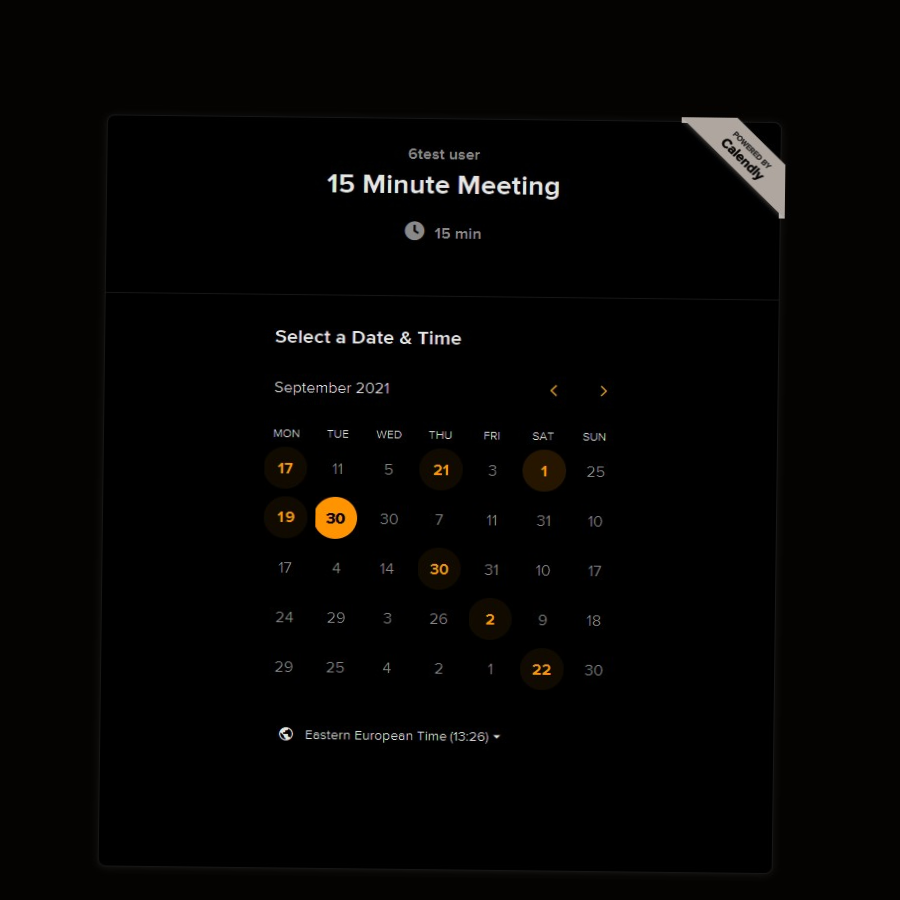 POWERED BY
Calendly
6test user
15 Minute Meeting
15 min
Select a Date & Time
September 2021
MON TUE WED THU FRI SAT SUN
17 11 5 21 3 1 25
19 30 30 7 11 31 10
17 4 14 30 31 10 17
24 29 3 26 2 9 18
29 25 4 2 1 22 30
Eastern European Time (13:26)